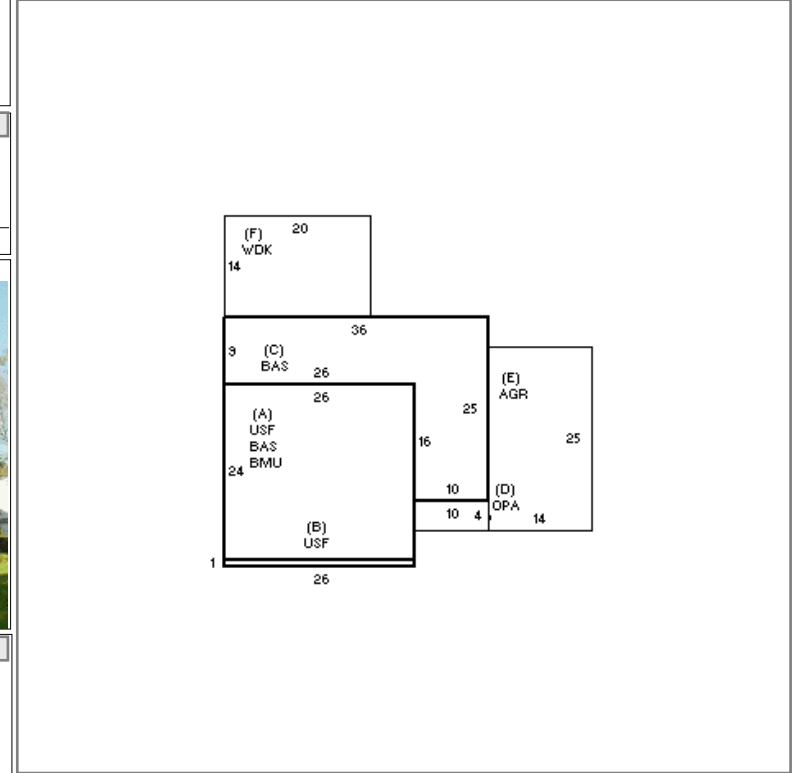 (F)
WDK
20
14
36
9
(C)
BAS
26
26
(A)
USF
BAS
BMU
24
16
25
10
(E)
AGR
25
(D)
OPA
10
4
14
(B)
USF
1
26